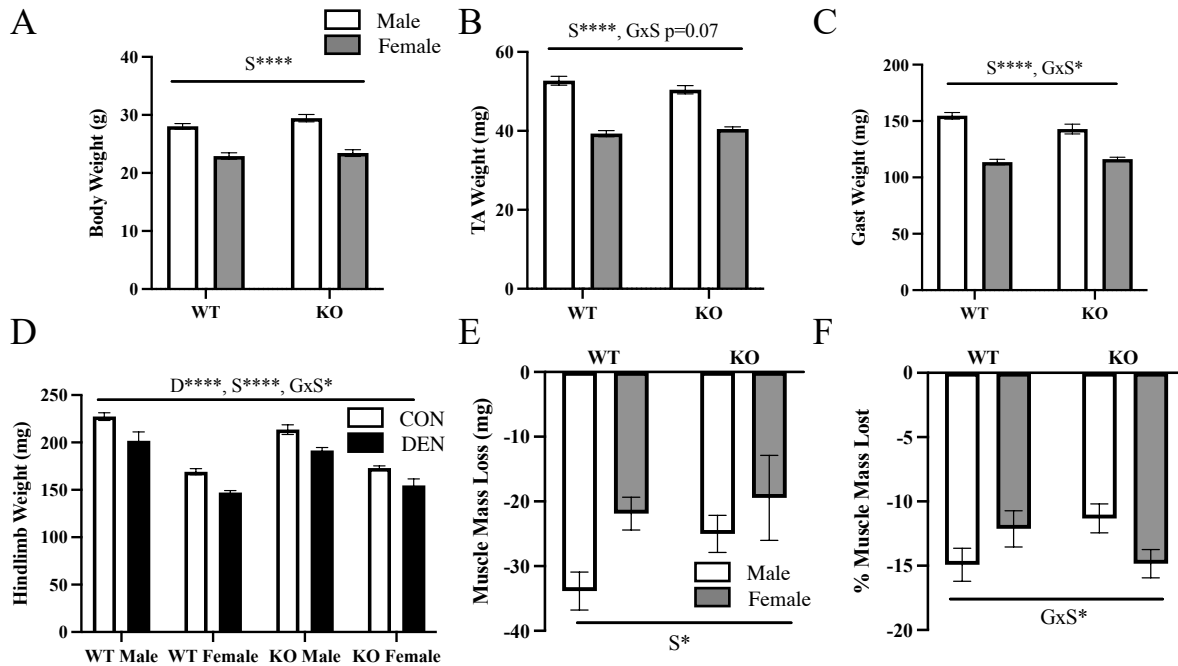 A
Male
Female
S****
Body Weight (g)
40
30
20
10
0
WT
KO
B
S****, GxS p=0.07
TA Weight (mg)
60
40
20
0
WT
KO
C
S****, GxS*
Gast Weight (mg)
200
150
100
50
0
WT
KO
D
D****, S****, GxS*
CON
DEN
Hindlimb Weight (mg)
250
200
150
100
50
0
WT Male
WT Female
KO Male
KO Female
E
WT
KO
Muscle Mass Loss (mg)
0
-10
-20
-30
-40
Male
Female
S*
F
WT
KO
% Muscle Mass Lost
0
-5
-10
-15
-20
GxS*